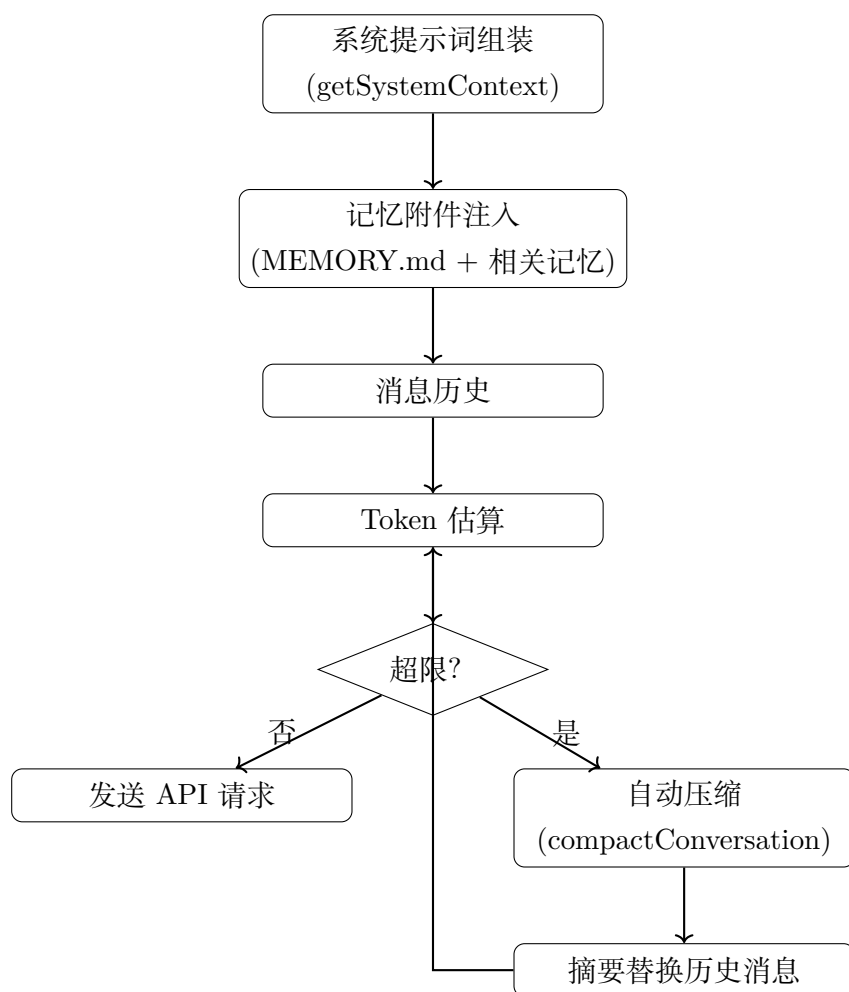 系统提示词组装
(getSystemContext)
记忆附件注入
(MEMORY.md + 相关记忆)
消息历史
Token 估算
超限?
否
是
发送 API 请求
自动压缩
(compactConversation)
摘要替换历史消息